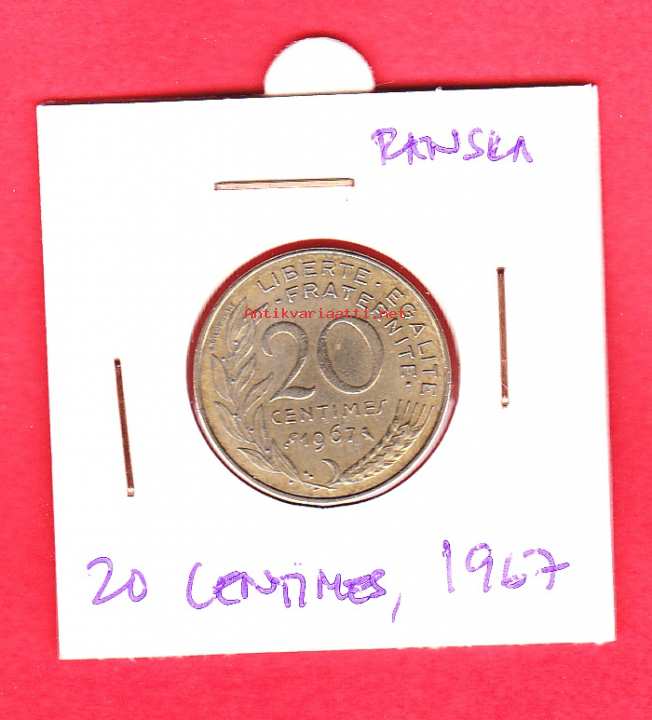 RANSKA
LIBERTE · EGALITE
· FRATERNITE ·
Antikvariaatti.net
20
CENTIMES
1967
20 CENTIMES, 1967